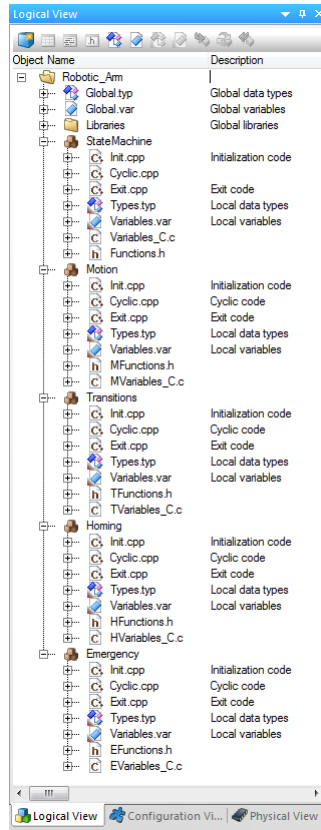 Logical View
Object Name Description
Robotic_Arm
Global.typ Global data types
Global.var Global variables
Libraries Global libraries
StateMachine
Init.cpp Initialization code
Cyclic.cpp
Exit.cpp Exit code
Types.typ Local data types
Variables.var Local variables
Variables_C.c
Functions.h
Motion
Init.cpp Initialization code
Cyclic.cpp Cyclic code
Exit.cpp Exit code
Types.typ Local data types
Variables.var Local variables
MFunctions.h
MVariables_C.c
Transitions
Init.cpp Initialization code
Cyclic.cpp Cyclic code
Exit.cpp Exit code
Types.typ Local data types
Variables.var Local variables
TFunctions.h
TVariables_C.c
Homing
Init.cpp Initialization code
Cyclic.cpp Cyclic code
Exit.cpp Exit code
Types.typ Local data types
Variables.var Local variables
HFunctions.h
HVariables_C.c
Emergency
Init.cpp Initialization code
Cyclic.cpp Cyclic code
Exit.cpp Exit code
Types.typ Local data types
Variables.var Local variables
EFunctions.h
EVariables_C.c
Logical View Configuration Vi... Physical View